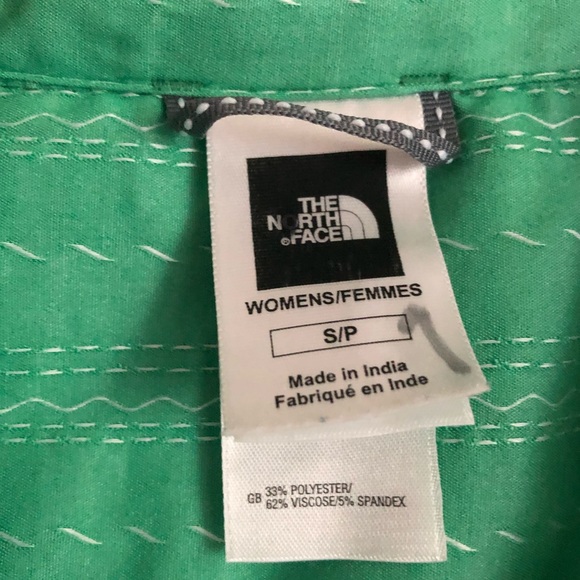 THE
NORTH
FACE
WOMENS/FEMMES
S/P
Made in India
Fabriqué en Inde
GB 33% POLYESTER/
62% VISCOSE/5% SPANDEX